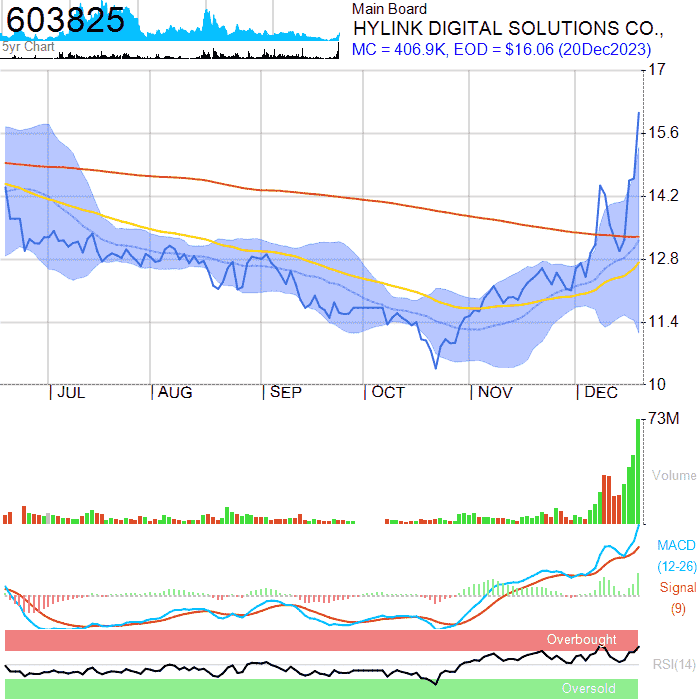 603825
5yr Chart
Main Board
HYLINK DIGITAL SOLUTIONS CO.,
MC = 406.9K, EOD = $16.06 (20Dec2023)
17
15.6
14.2
12.8
11.4
10
JUL AUG SEP OCT NOV DEC
73M
Volume
MACD
(12-26)
Signal
(9)
Overbought
RSI(14)
Oversold